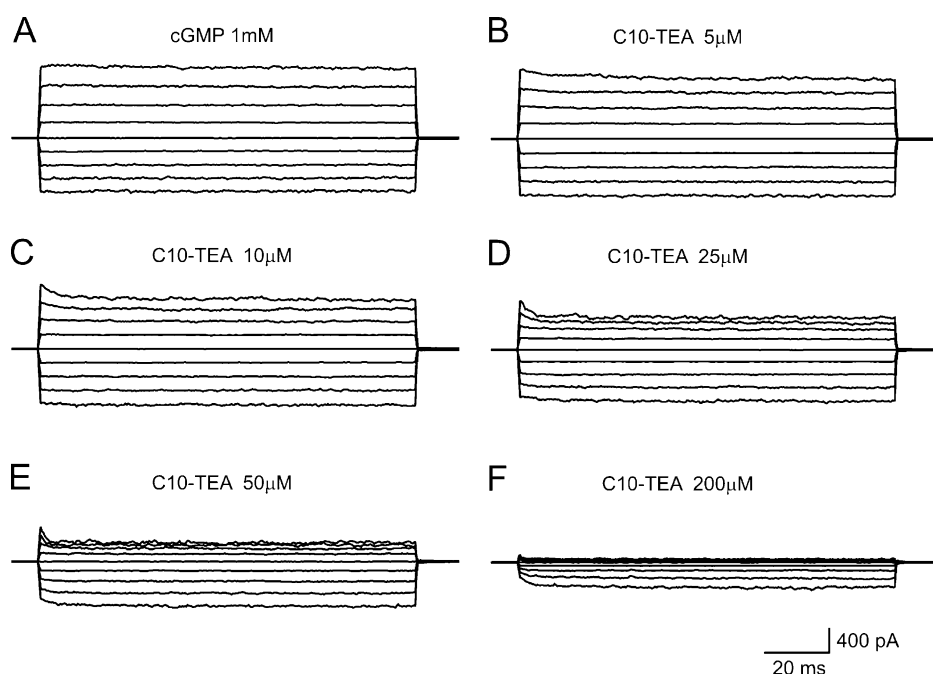 A
cGMP 1mM
B
C10-TEA 5μM
C
C10-TEA 10μM
D
C10-TEA 25μM
E
C10-TEA 50μM
F
C10-TEA 200μM
400 pA
20 ms